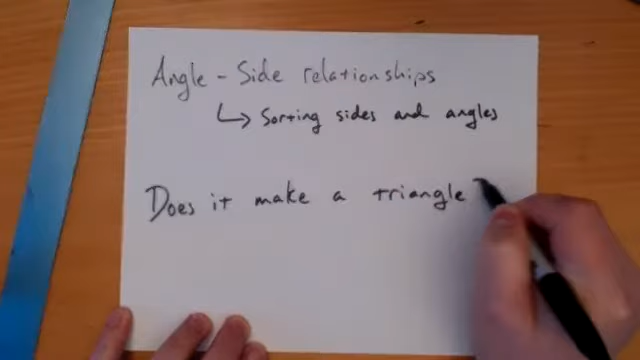 Angle - Side relationships
↳ Sorting sides and angles
Does it make a triangle ?